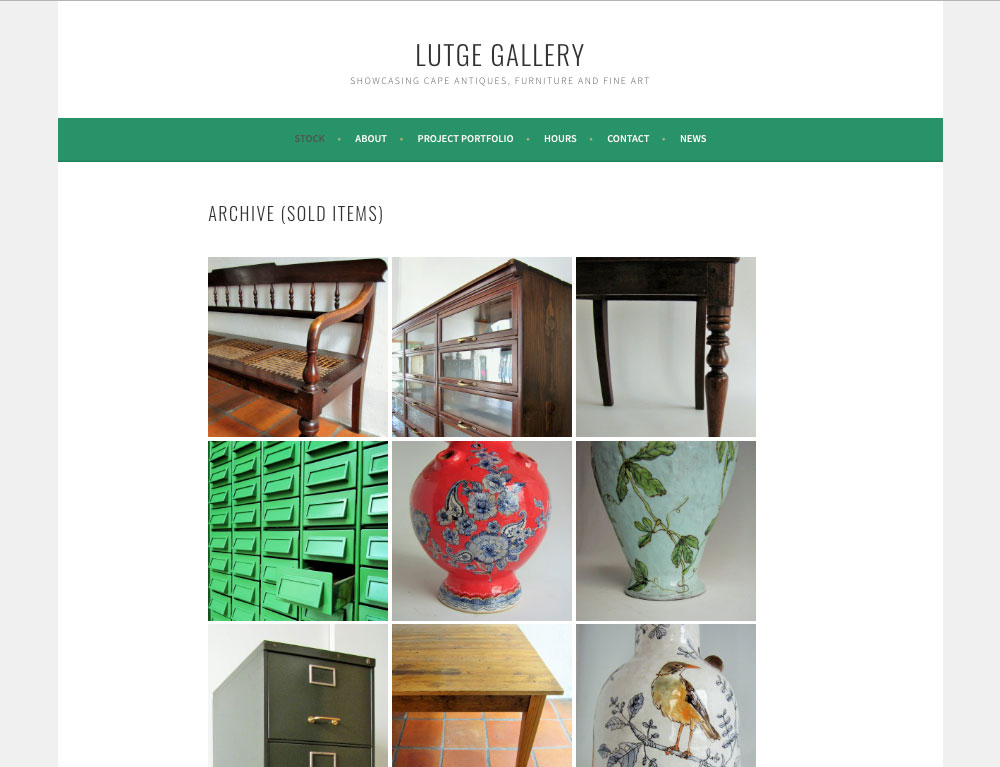 LUTGE GALLERY
SHOWCASING CAPE ANTIQUES, FURNITURE AND FINE ART
STOCK • ABOUT • PROJECT PORTFOLIO • HOURS • CONTACT • NEWS
ARCHIVE (SOLD ITEMS)